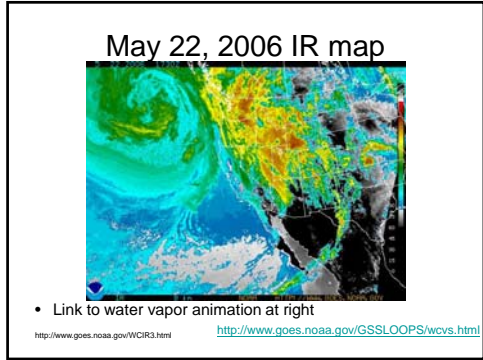 May 22, 2006 IR map
• Link to water vapor animation at right
http://www.goes.noaa.gov/WCIR3.html
http://www.goes.noaa.gov/GSSLOOPS/wcvs.html